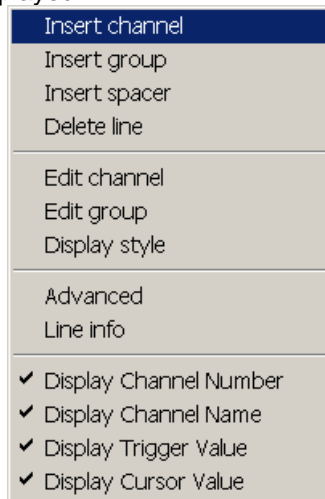 Insert channel
Insert group
Insert spacer
Delete line
Edit channel
Edit group
Display style
Advanced
Line info
✔ Display Channel Number
✔ Display Channel Name
✔ Display Trigger Value
✔ Display Cursor Value